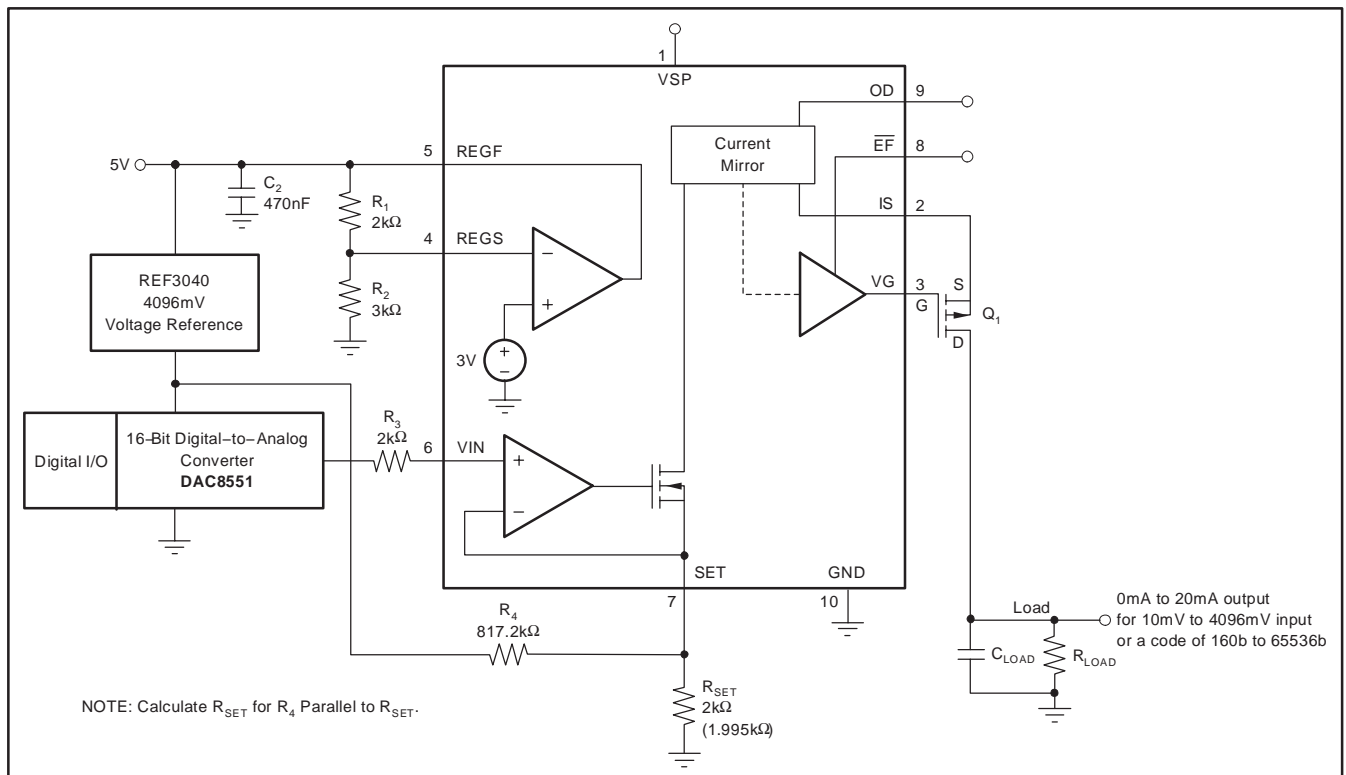 1
VSP
OD 9
EF 8
Current
Mirror
IS 2
5V
5 REGF
C2
470nF
R1
2kΩ
4 REGS
R2
3kΩ
REF3040
4096mV
Voltage Reference
3V
VG 3
G
S
Q1
D
Digital I/O
16–Bit Digital–to–Analog
Converter
DAC8551
R3
2kΩ
6 VIN
SET
7
GND
10
R4
817.2kΩ
RSET
2kΩ
(1.995kΩ)
Load
CLOAD
RLOAD
0mA to 20mA output
for 10mV to 4096mV input
or a code of 160b to 65536b
NOTE: Calculate RSET for R4 Parallel to RSET.